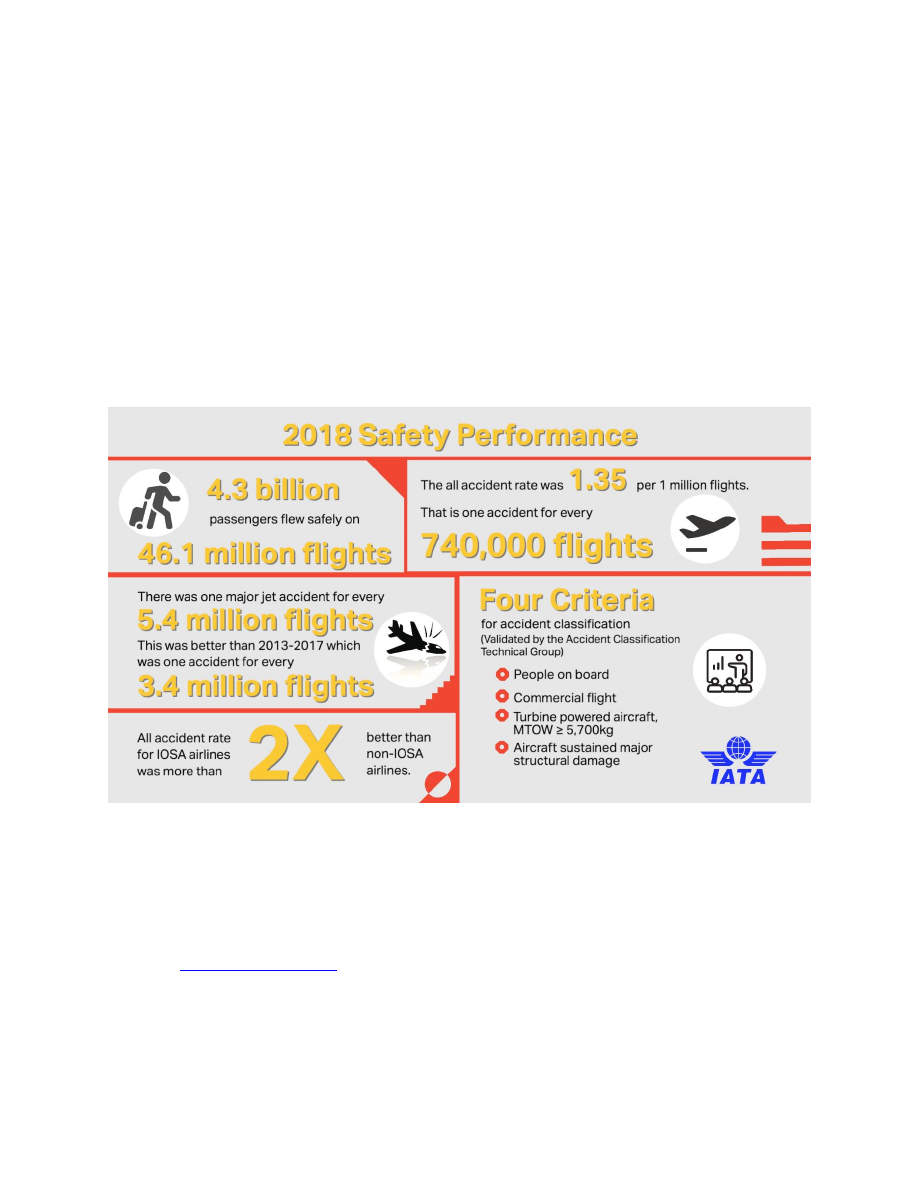 2018 Safety Performance
4.3 billion
passengers flew safely on
46.1 million flights
The all accident rate was 1.35 per 1 million flights.
That is one accident for every
740,000 flights
There was one major jet accident for every
5.4 million flights
This was better than 2013-2017 which
was one accident for every
3.4 million flights
All accident rate
for IOSA airlines
was more than
2X
better than
non-IOSA
airlines.
Four Criteria
for accident classification
(Validated by the Accident Classification
Technical Group)
People on board
Commercial flight
Turbine powered aircraft,
MTOW ≥ 5,700kg
Aircraft sustained major
structural damage
IATA